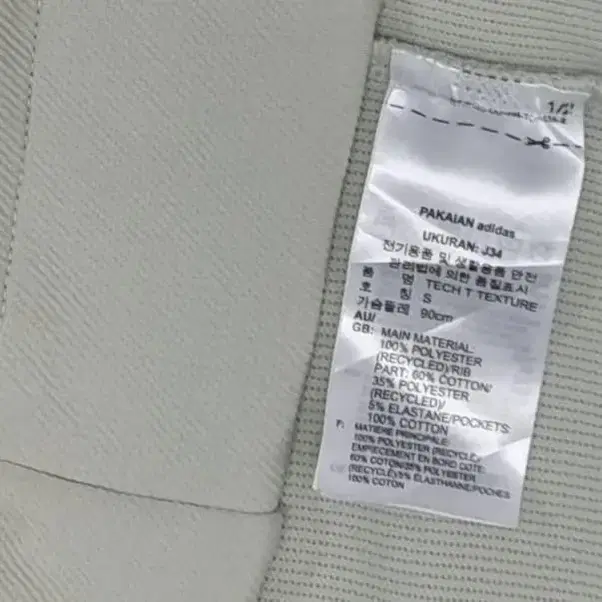 1/2
PAKAIAN adidas
UKURAN: J34
전기용품 및 생활용품 안전
관리법에 의한 품질표시
품 명 TECH T TEXTURE
호 칭 S
가슴둘레 90cm
AU/
GB: MAIN MATERIAL:
100% POLYESTER
(RECYCLED)/RIB
PART: 60% COTTON/
35% POLYESTER
(RECYCLED)/
5% ELASTANE/POCKETS:
100% COTTON
MATIERE PRINCIPALE:
100% POLYESTER (RECYCLE)/
EMPIECEMENT EN BORD COTE:
60% COTON/35% POLYESTER
(RECYCLE)/5% ELASTHANNE/POCHES:
100% COTON